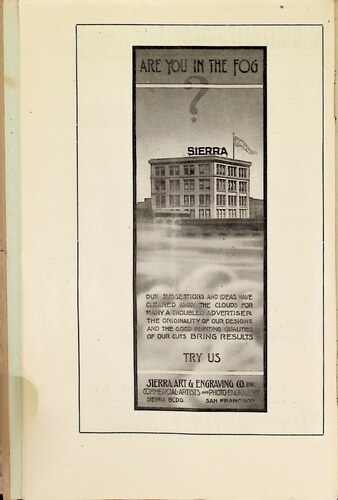 ARE YOU IN THE FOG
?
SIERRA
OUR SUGGESTIONS AND IDEAS HAVE
CLEARED AWAY THE CLOUDS FOR
MANY A TROUBLED ADVERTISER
THE ORIGINALITY OF OUR DESIGNS
AND THE GOOD PRINTING QUALITIES
OF OUR CUTS BRING RESULTS
TRY US
SIERRA ART & ENGRAVING CO. INC
COMMERCIAL-ARTISTS AND PHOTO-ENGRAVERS
SIERRA BLDG. SAN FRANCISCO